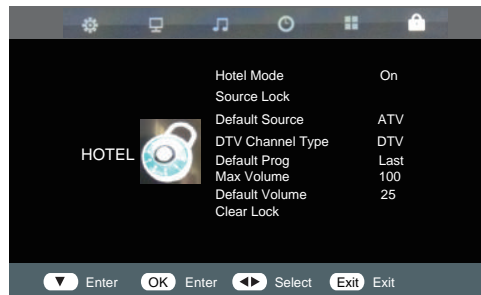 Hotel Mode On
Source Lock
Default Source ATV
DTV Channel Type DTV
HOTEL
Default Prog Last
Max Volume 100
Default Volume 25
Clear Lock
▼ Enter OK Enter ◀▶ Select Exit Exit